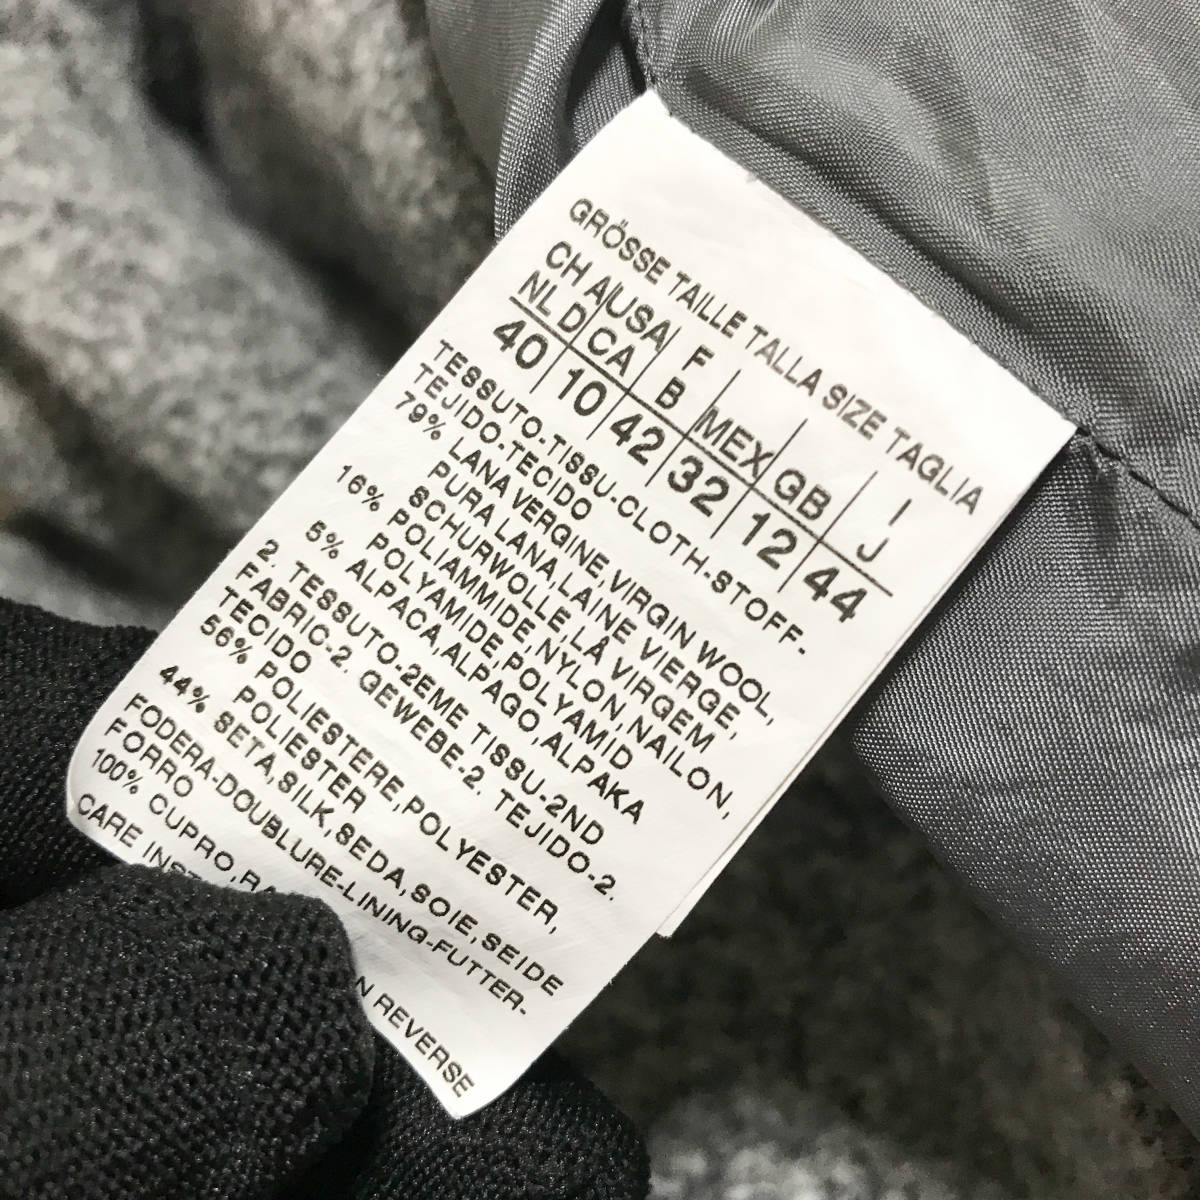 GRÖSSE TAILLE TALLA SIZE TAGLIA
CH A USA F I
NL D CA B MEX GB J
40 10 42 32 12 44
TESSUTO-TISSU-CLOTH-STOFF-
TEJIDO-TECIDO
79% LANA VERGINE,VIRGIN WOOL,
PURA LANA,LAINE VIERGE,
SCHURWOLLE,LÃ VIRGEM
16% POLIAMMIDE,NYLON,NAILON,
POLYAMIDE,POLYAMID
5% ALPACA,ALPAGO,ALPAKA
2. TESSUTO-2EME TISSU-2ND
FABRIC-2. GEWEBE-2. TEJIDO-2.
TECIDO
56% POLIESTERE,POLYESTER,
POLIESTER
44% SETA,SILK,SEDA,SOIE,SEIDE
FODERA-DOUBLURE-LINING-FUTTER-
FORRO
100% CUPRO,
CARE REVERSE